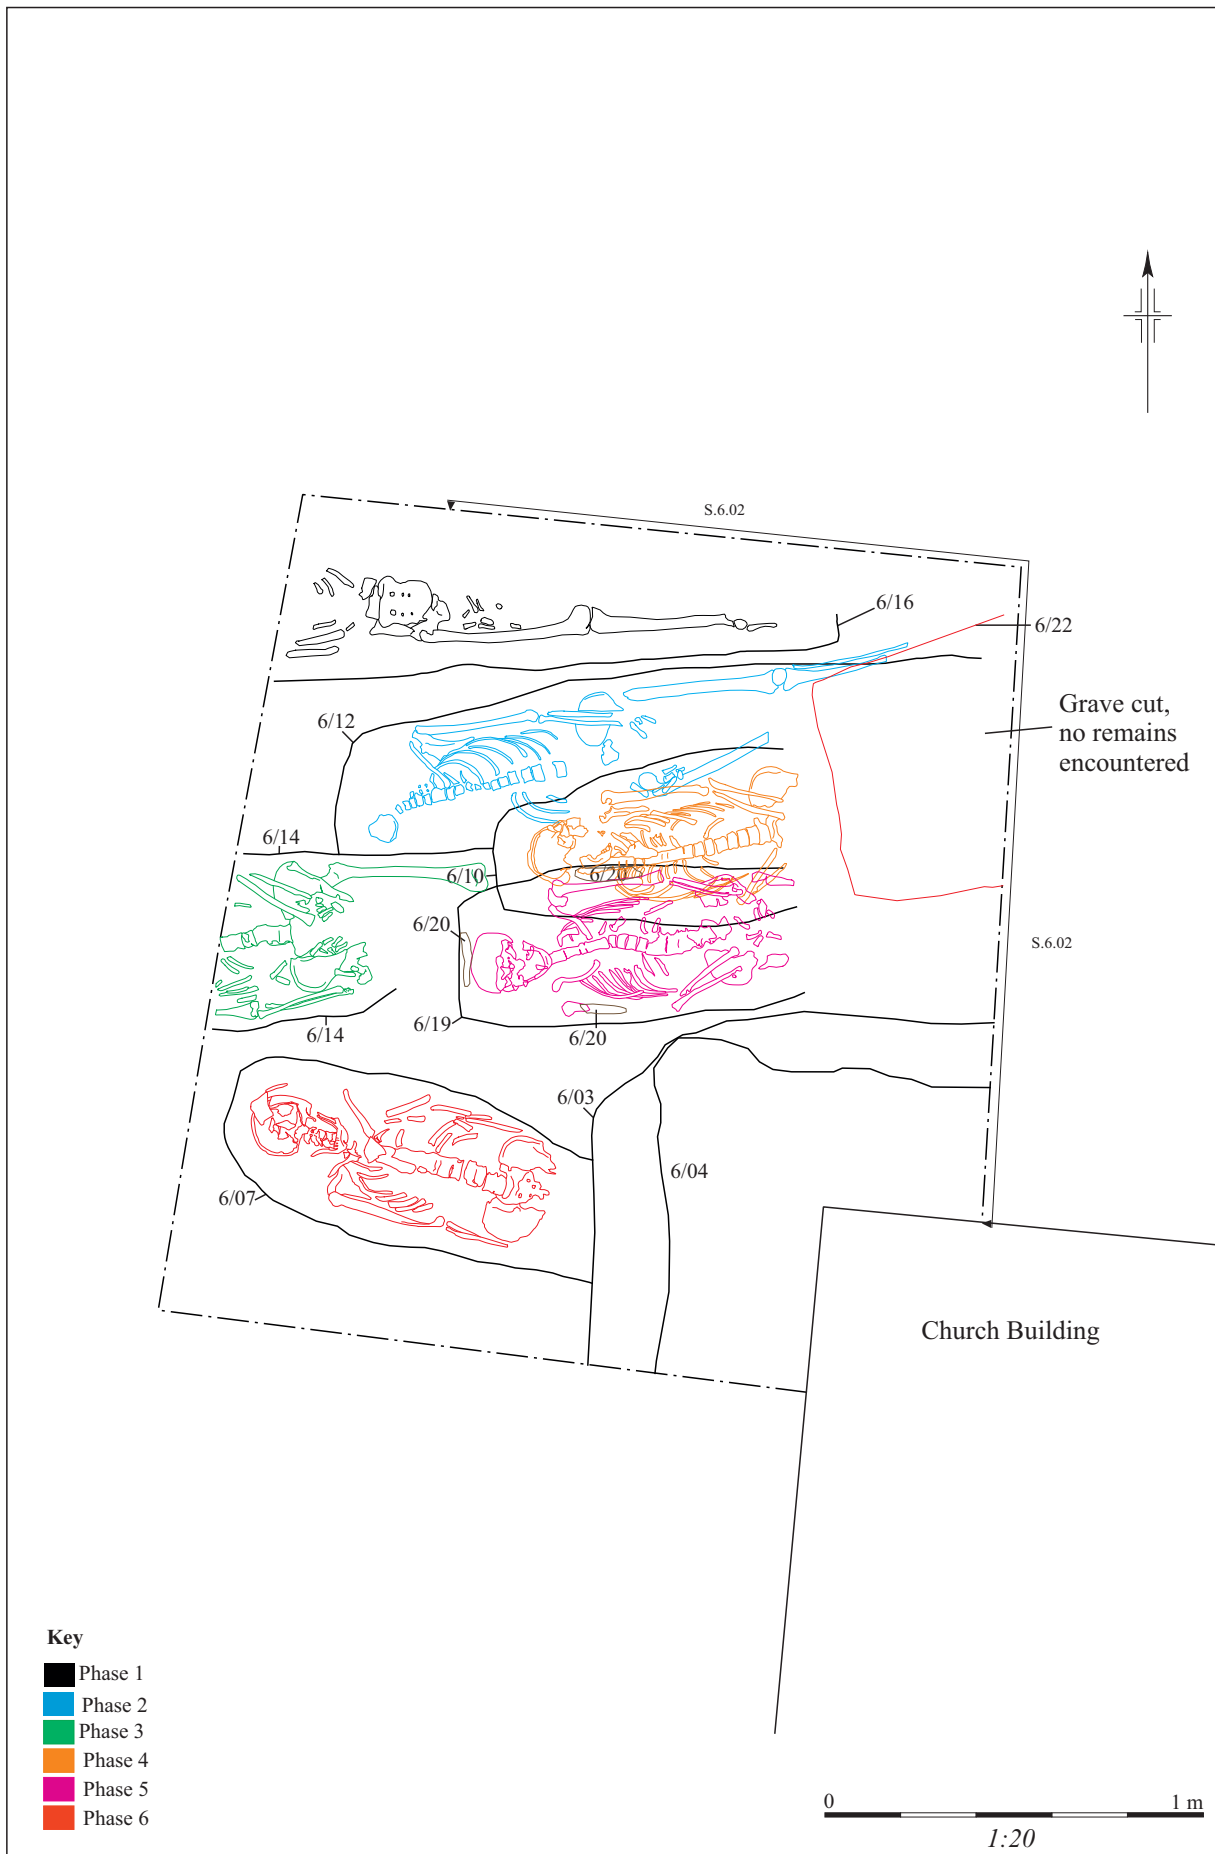 S.6.02
6/16
6/22
Grave cut,
no remains
encountered
6/12
6/14
6/10
6/20
6/20
S.6.02
6/19
6/20
6/14
6/03
6/04
6/07
Church Building
Key
Phase 1
Phase 2
Phase 3
Phase 4
Phase 5
Phase 6
0 1 m
1:20